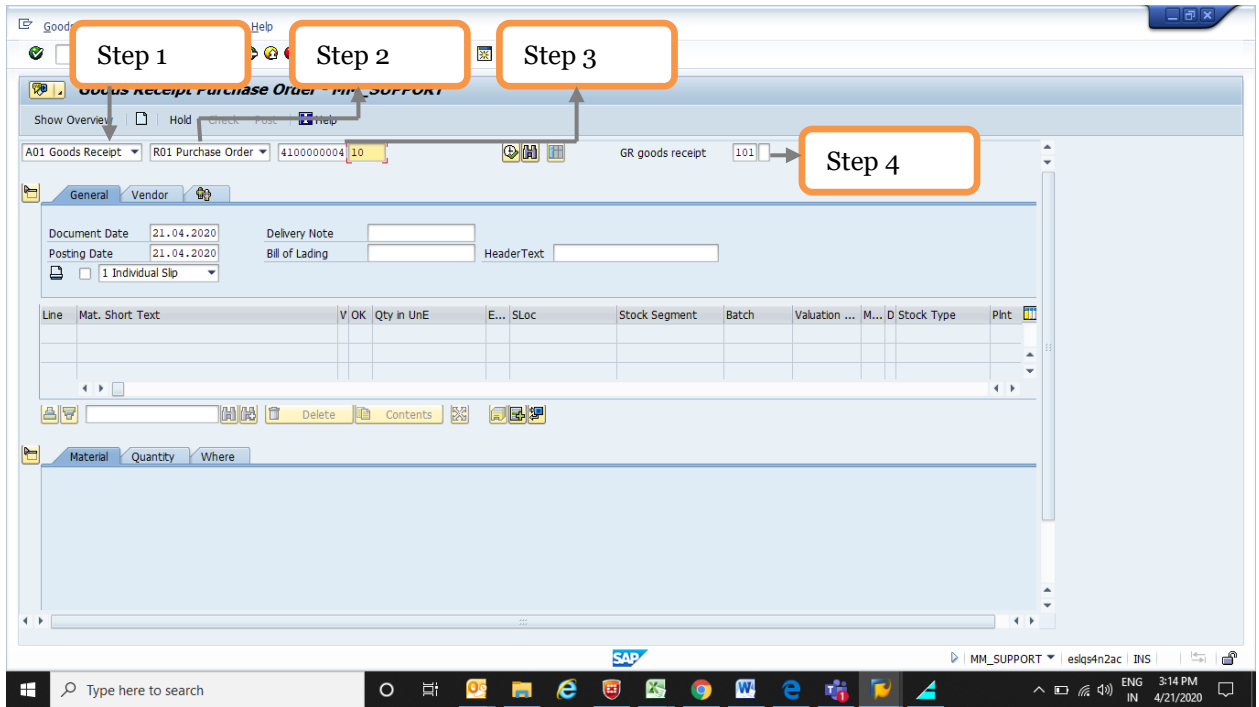 Goods Help
Step 1 Step 2 Step 3
Goods Receipt Purchase Order - MM_SUPPORT
Show Overview Hold Check Post Help
A01 Goods Receipt R01 Purchase Order 4100000004 10 GR goods receipt 101 Step 4
General Vendor
Document Date 21.04.2020 Delivery Note
Posting Date 21.04.2020 Bill of Lading HeaderText
1 Individual Slip
Line Mat. Short Text V OK Qty in UnE E... SLoc Stock Segment Batch Valuation ... M... D Stock Type Plnt
Delete Contents
Material Quantity Where
SAP MM_SUPPORT eslqs4n2ac INS
Type here to search ENG 3:14 PM
IN 4/21/2020